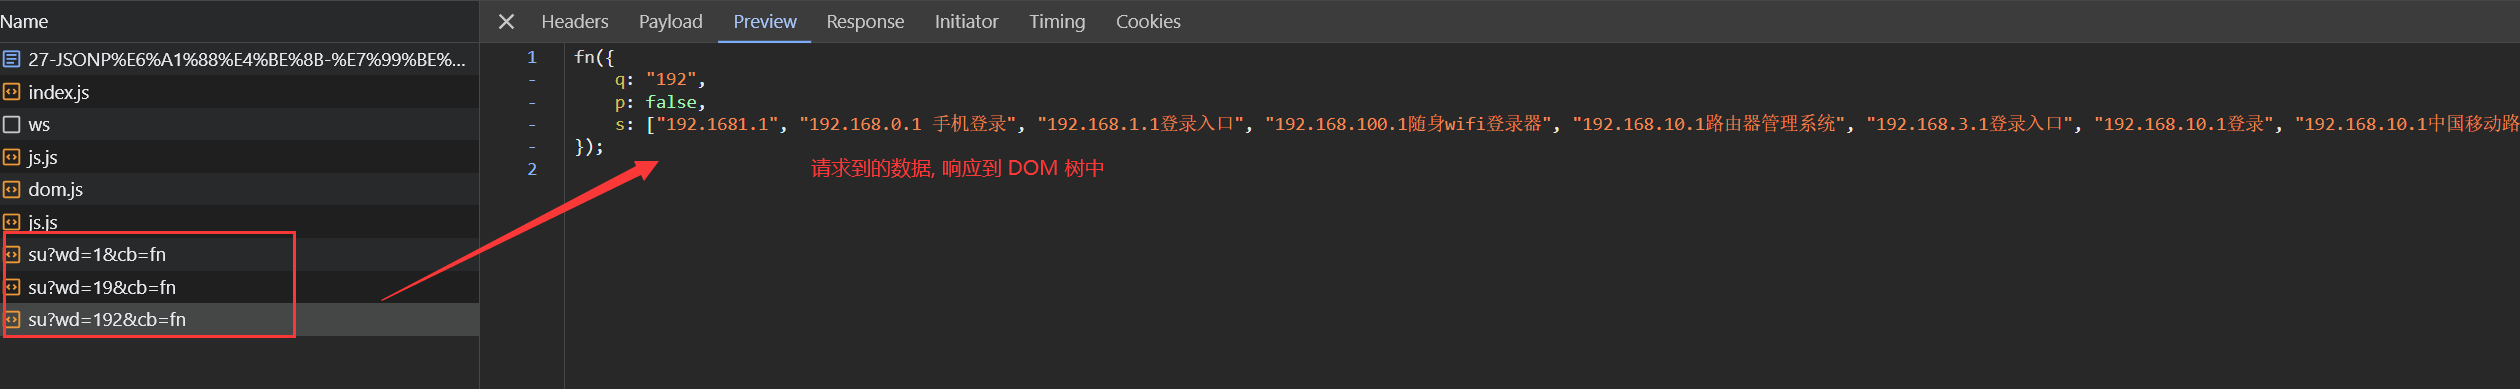 Name
27-JSONP%E6%A1%88%E4%BE%8B-%E7%99%BE%...
index.js
ws
js.js
dom.js
js.js
su?wd=1&cb=fn
su?wd=19&cb=fn
su?wd=192&cb=fn
Headers Payload Preview Response Initiator Timing Cookies
1 fn({
- q: "192",
- p: false,
- s: ["192.1681.1", "192.168.0.1 手机登录", "192.168.1.1登录入口", "192.168.100.1随身wifi登录器", "192.168.10.1路由器管理系统", "192.168.3.1登录入口", "192.168.10.1登录", "192.168.10.1中国移动路
- });
2
请求到的数据, 响应到 DOM 树中